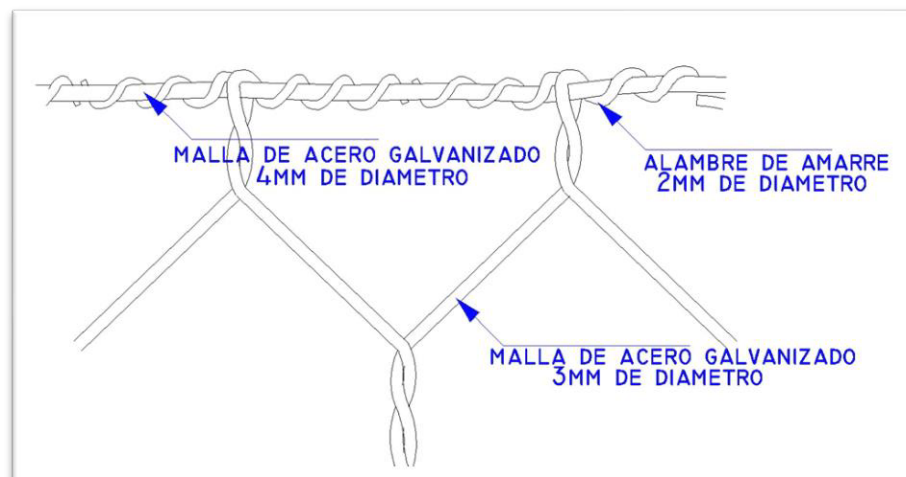 MALLA DE ACERO GALVANIZADO
4MM DE DIAMETRO
ALAMBRE DE AMARRE
2MM DE DIAMETRO
MALLA DE ACERO GALVANIZADO
3MM DE DIAMETRO